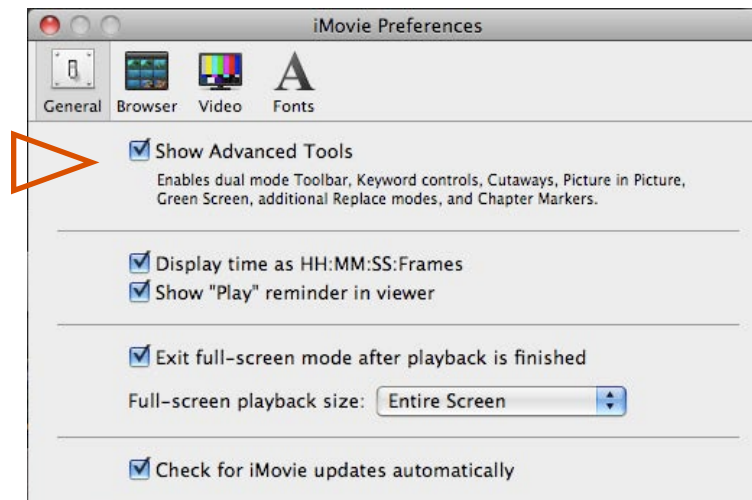 iMovie Preferences
General Browser Video Fonts
Show Advanced Tools
Enables dual mode Toolbar, Keyword controls, Cutaways, Picture in Picture,
Green Screen, additional Replace modes, and Chapter Markers.
Display time as HH:MM:SS:Frames
Show "Play" reminder in viewer
Exit full-screen mode after playback is finished
Full-screen playback size: Entire Screen
Check for iMovie updates automatically